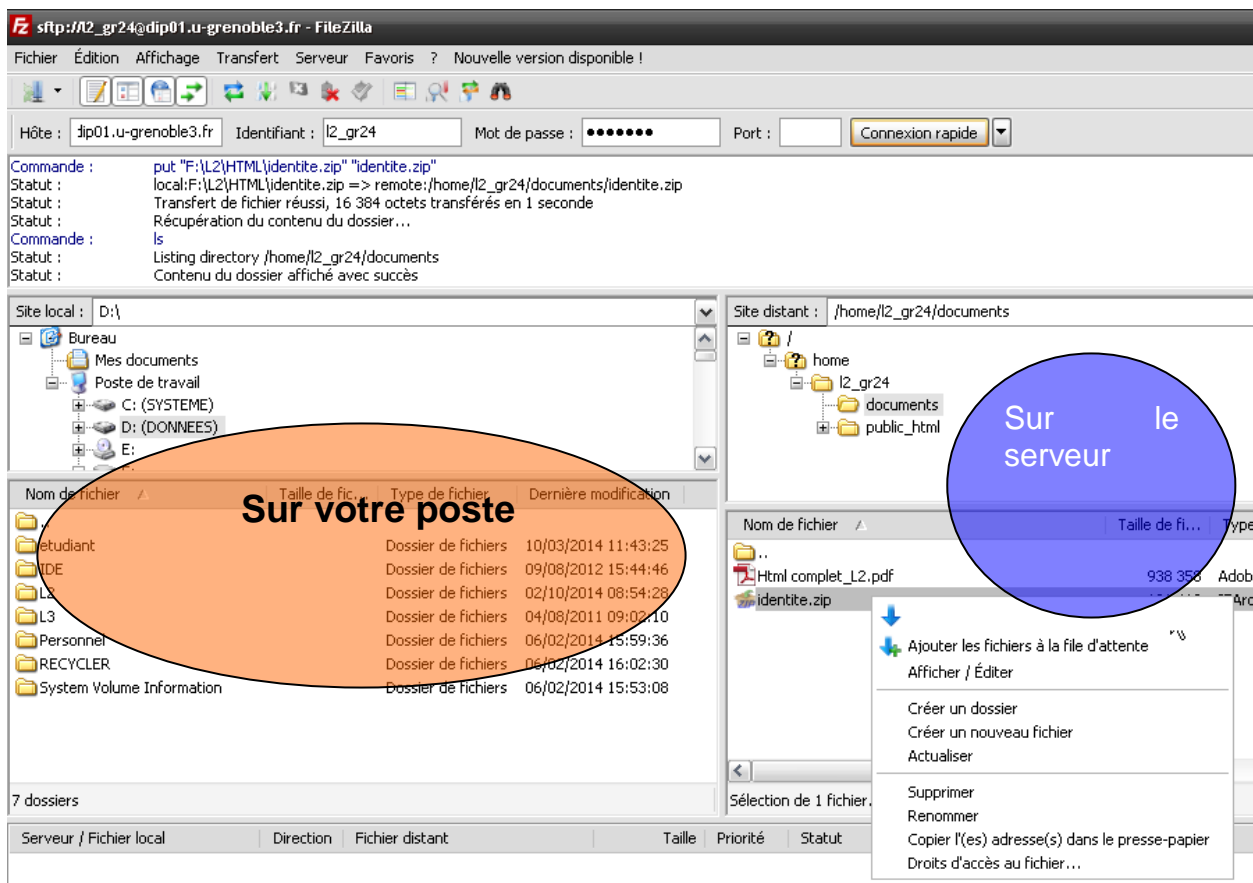 sftp://l2_gr24@dip01.u-grenoble3.fr - FileZilla
Fichier Édition Affichage Transfert Serveur Favoris ? Nouvelle version disponible !
Hôte : dip01.u-grenoble3.fr Identifiant : l2_gr24 Mot de passe : ●●●●●●● Port : Connexion rapide
Commande : put "F:\L2\HTML\identite.zip" "identite.zip"
Statut : local:F:\L2\HTML\identite.zip => remote:/home/l2_gr24/documents/identite.zip
Statut : Transfert de fichier réussi, 16 384 octets transférés en 1 seconde
Statut : Récupération du contenu du dossier...
Commande : ls
Statut : Listing directory /home/l2_gr24/documents
Statut : Contenu du dossier affiché avec succès
Site local : D:\
Bureau
Mes documents
Poste de travail
C: (SYSTEME)
D: (DONNEES)
E:
Nom de fichier Taille de fic... Type de fichier Dernière modification
..
etudiant Dossier de fichiers 10/03/2014 11:43:25
IDE Dossier de fichiers 09/08/2012 15:44:46
L2 Dossier de fichiers 02/10/2014 08:54:28
L3 Dossier de fichiers 04/08/2011 09:02:10
Personnel Dossier de fichiers 06/02/2014 15:59:36
RECYCLER Dossier de fichiers 06/02/2014 16:02:30
System Volume Information Dossier de fichiers 06/02/2014 15:53:08
Sur votre poste
7 dossiers
Site distant : /home/l2_gr24/documents
/
home
l2_gr24
documents
public_html
Sur le
serveur
Nom de fichier Taille de fi... Type
..
Html complet_L2.pdf 938 358 Adob
identite.zip
Ajouter les fichiers à la file d'attente
Afficher / Éditer
Créer un dossier
Créer un nouveau fichier
Actualiser
Supprimer
Renommer
Copier l'(es) adresse(s) dans le presse-papier
Droits d'accès au fichier...
Sélection de 1 fichier.
Serveur / Fichier local Direction Fichier distant Taille Priorité Statut